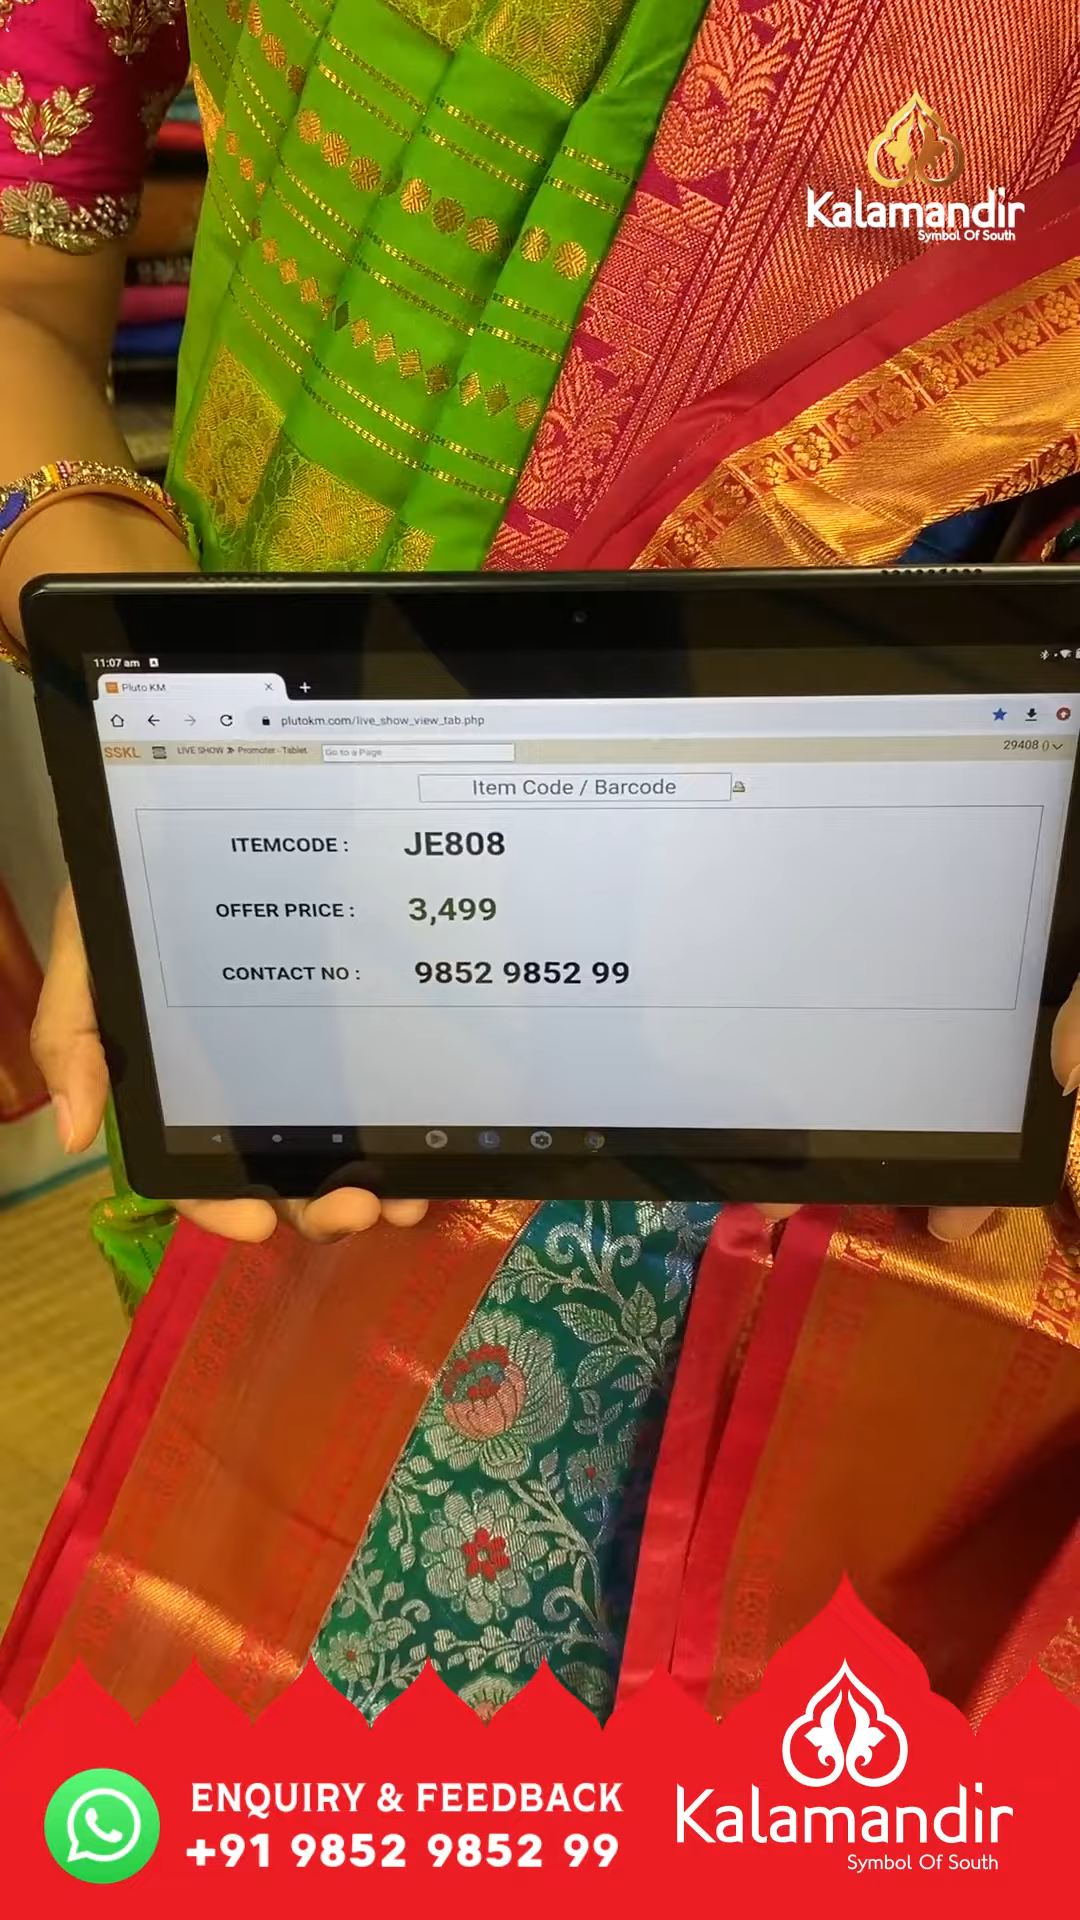 Kalamandir
Symbol Of South
11:07 am
Pluto KM
plutokm.com/live_show_view_tab.php
SSKL
LIVE SHOW ≫ Promoter - Tablet
Go to a Page
29408 ()
Item Code / Barcode
ITEMCODE : JE808
OFFER PRICE : 3,499
CONTACT NO : 9852 9852 99
ENQUIRY & FEEDBACK
+91 9852 9852 99
Kalamandir
Symbol Of South